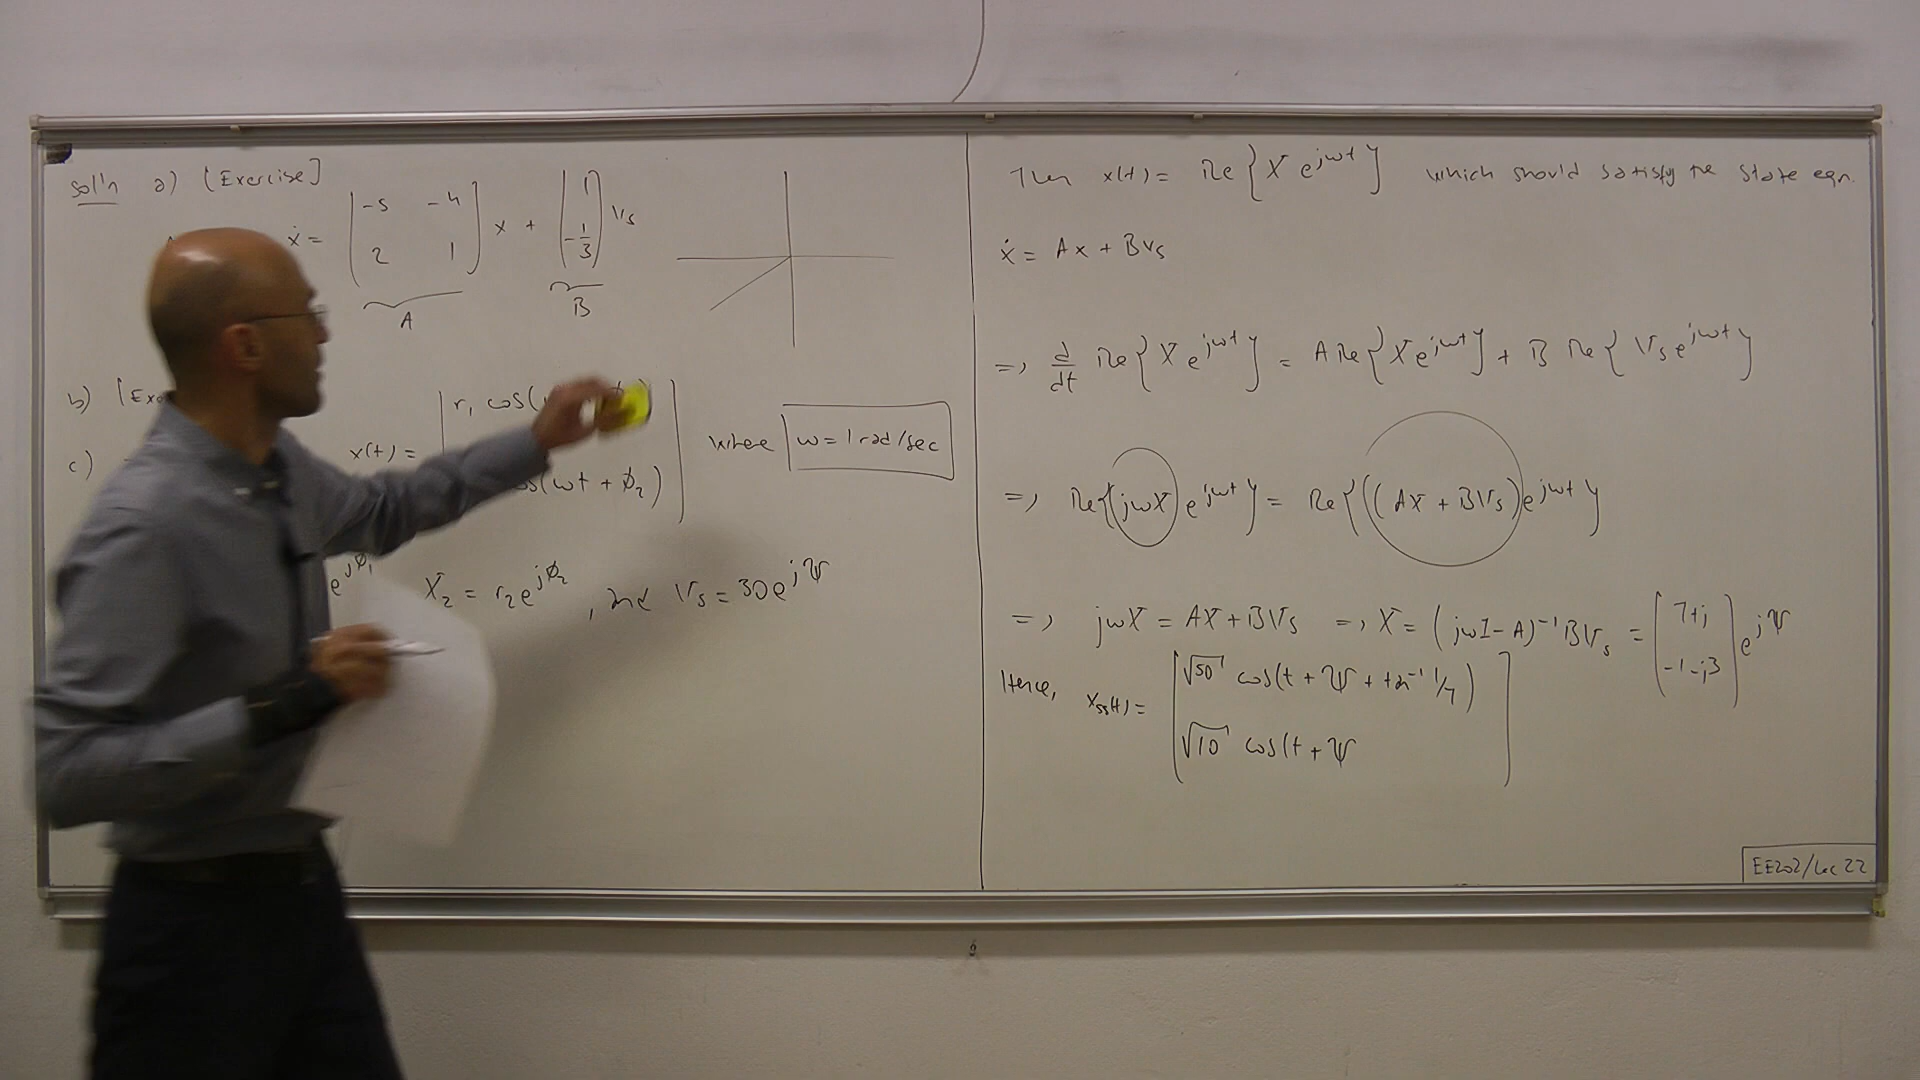 sol'n a) [Exercise]
ẋ = [-5 -4; 2 1] x + [1; -1/3] Vs
A B
b) [Exe
c)
x(t) = [r₁ cos(
cos(ωt + ϕ₂)]
where ω = 1 rad/sec
e^{jϕ₁} X₂ = r₂e^{jϕ₂}, and Vs = 30e^{jψ}
Then x(t) = Re{X e^{jωt}} which should satisfy the state eqn.
ẋ = Ax + BVs
=> d/dt Re{X e^{jωt}} = A Re{X e^{jωt}} + B Re{Vs e^{jωt}}
=> Re{(jωX) e^{jωt}} = Re{(AX + BVs) e^{jωt}}
=> jωX = AX + BVs => X = (jωI - A)⁻¹ BVs = [7+j; -1-j3] e^{jψ}
Hence, x_ss(t) = [√50 cos(t + ψ + tan⁻¹ 1/7)
√10 cos(t + ψ ]
EE202/Lec 22